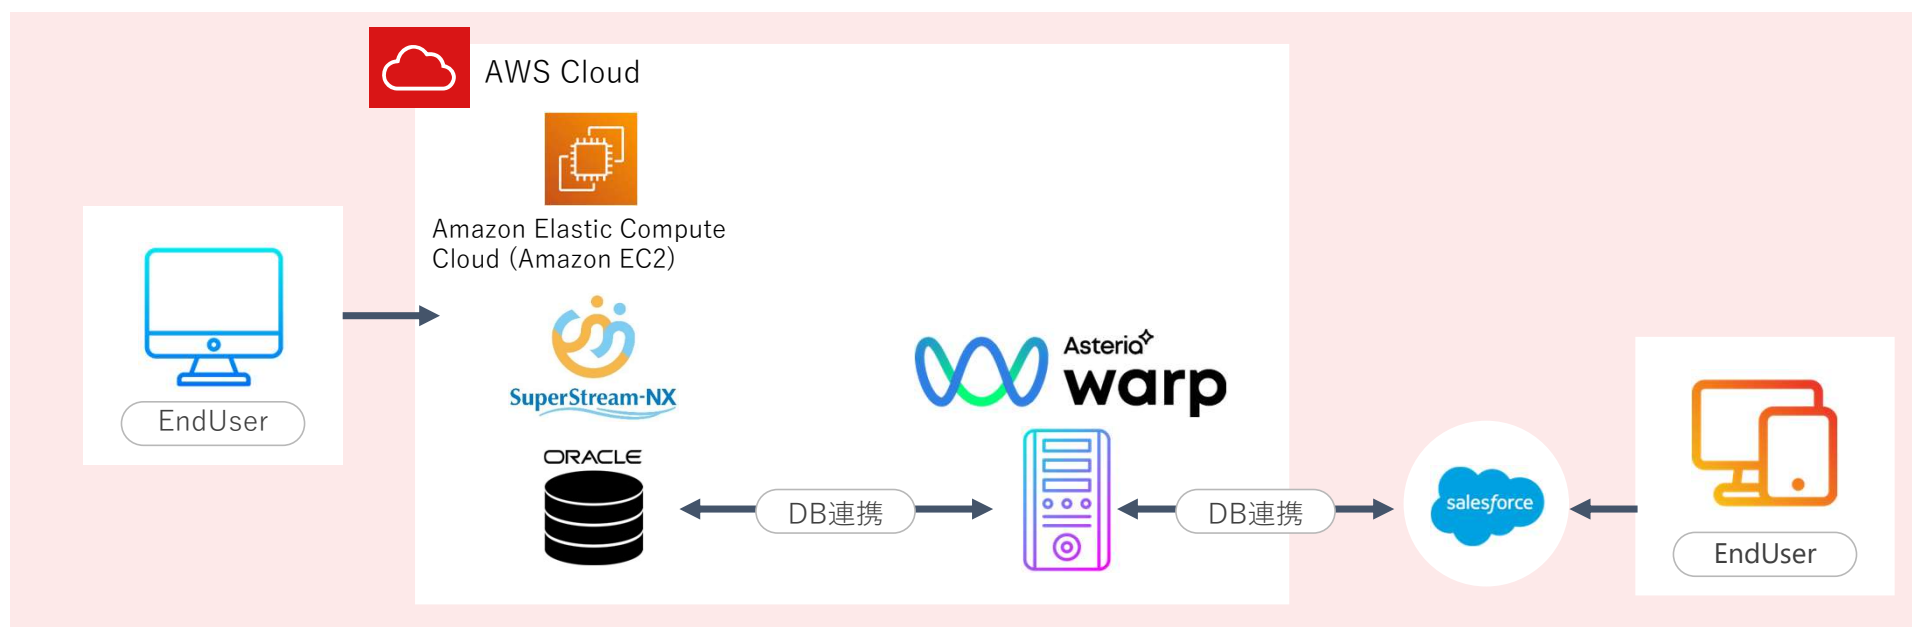 AWS Cloud
Amazon Elastic Compute
Cloud (Amazon EC2)
EndUser
SuperStream-NX
ORACLE
Asteria
warp
DB連携
DB連携
salesforce
EndUser